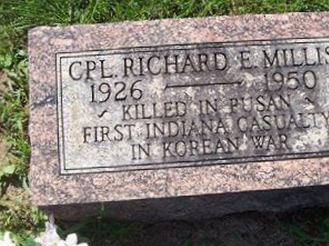 CPL. RICHARD E. MILLIS
1926 — 1950
~ KILLED IN PUSAN ~
FIRST INDIANA CASUALTY
IN KOREAN WAR